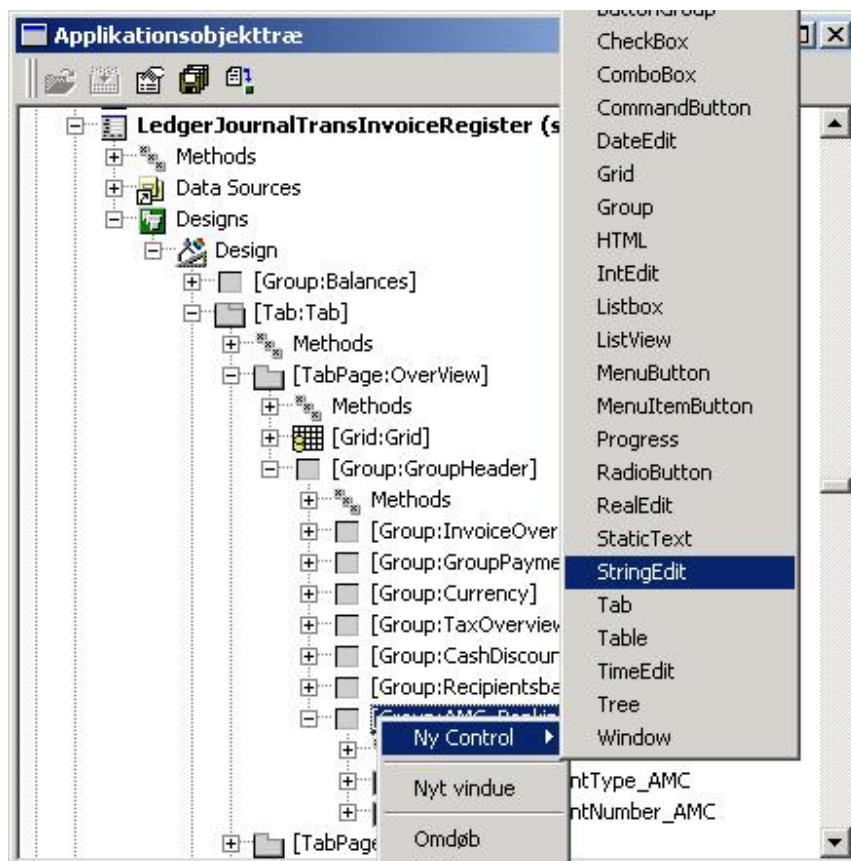 Applikationsobjekttræ
LedgerJournalTransInvoiceRegister (s
Methods
Data Sources
Designs
Design
[Group:Balances]
[Tab:Tab]
Methods
[TabPage:OverView]
Methods
[Grid:Grid]
[Group:GroupHeader]
Methods
[Group:InvoiceOver
[Group:GroupPayme
[Group:Currency]
[Group:TaxOverview
[Group:CashDiscour
[Group:Recipientsba
[Group:AMC_Bankin
ntType_AMC
ntNumber_AMC
[TabPage
Ny Control
Nyt vindue
Omdøb
ButtonGroup
CheckBox
ComboBox
CommandButton
DateEdit
Grid
Group
HTML
IntEdit
Listbox
ListView
MenuButton
MenuItemButton
Progress
RadioButton
RealEdit
StaticText
StringEdit
Tab
Table
TimeEdit
Tree
Window